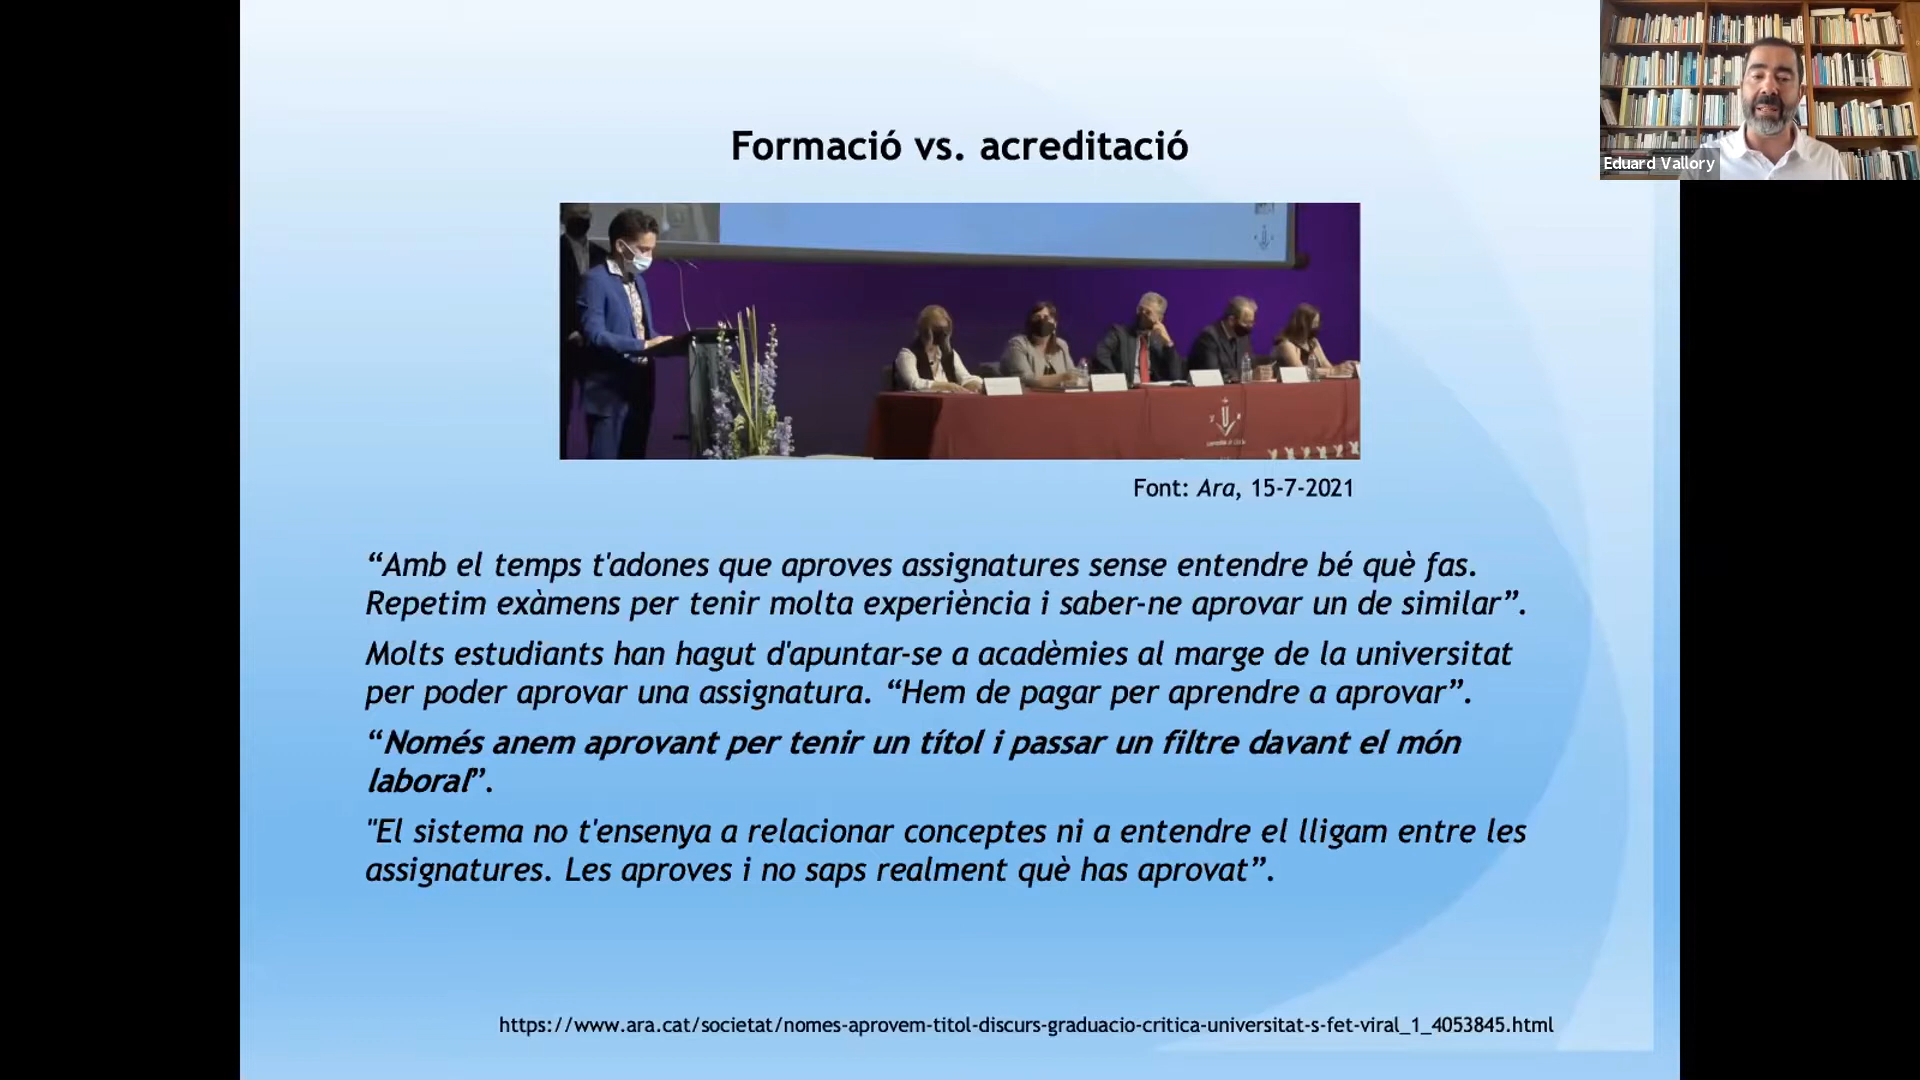 Formació vs. acreditació
Eduard Vallory
Font: Ara, 15-7-2021
“Amb el temps t'adones que aproves assignatures sense entendre bé què fas.
Repetim exàmens per tenir molta experiència i saber-ne aprovar un de similar”.
Molts estudiants han hagut d'apuntar-se a acadèmies al marge de la universitat
per poder aprovar una assignatura. “Hem de pagar per aprendre a aprovar”.
“Només anem aprovant per tenir un títol i passar un filtre davant el món
laboral”.
"El sistema no t'ensenya a relacionar conceptes ni a entendre el lligam entre les
assignatures. Les aproves i no saps realment què has aprovat”.
https://www.ara.cat/societat/nomes-aprovem-titol-discurs-graduacio-critica-universitat-s-fet-viral_1_4053845.html